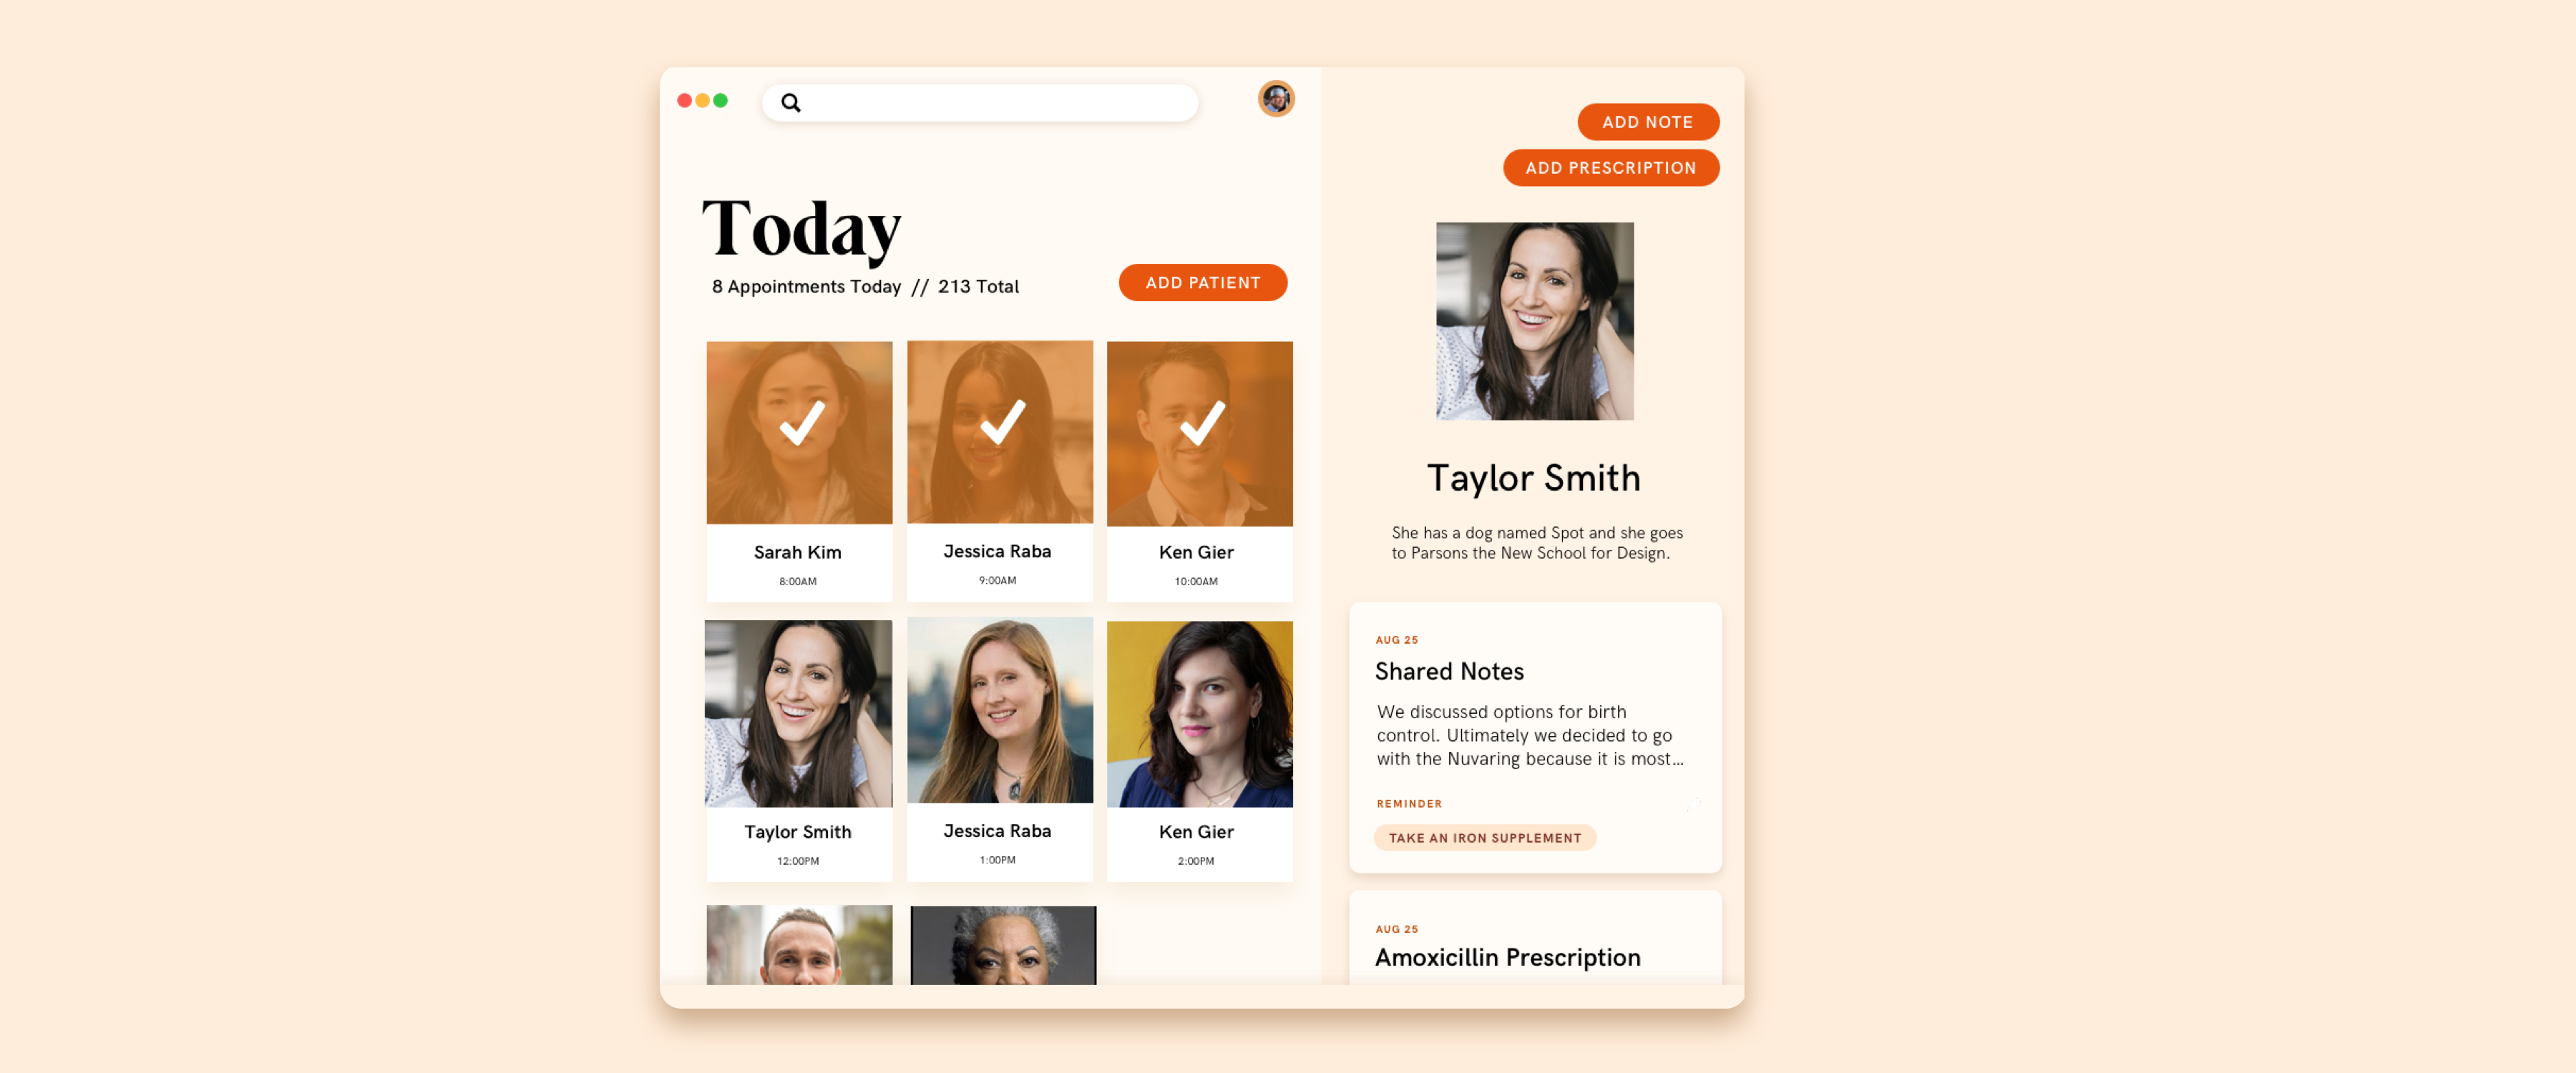 Today
8 Appointments Today // 213 Total
ADD PATIENT
Sarah Kim
8:00AM
Jessica Raba
9:00AM
Ken Gier
10:00AM
Taylor Smith
12:00PM
Jessica Raba
1:00PM
Ken Gier
2:00PM
ADD NOTE
ADD PRESCRIPTION
Taylor Smith
She has a dog named Spot and she goes
to Parsons the New School for Design.
AUG 25
Shared Notes
We discussed options for birth
control. Ultimately we decided to go
with the Nuvaring because it is most...
REMINDER
TAKE AN IRON SUPPLEMENT
AUG 25
Amoxicillin Prescription